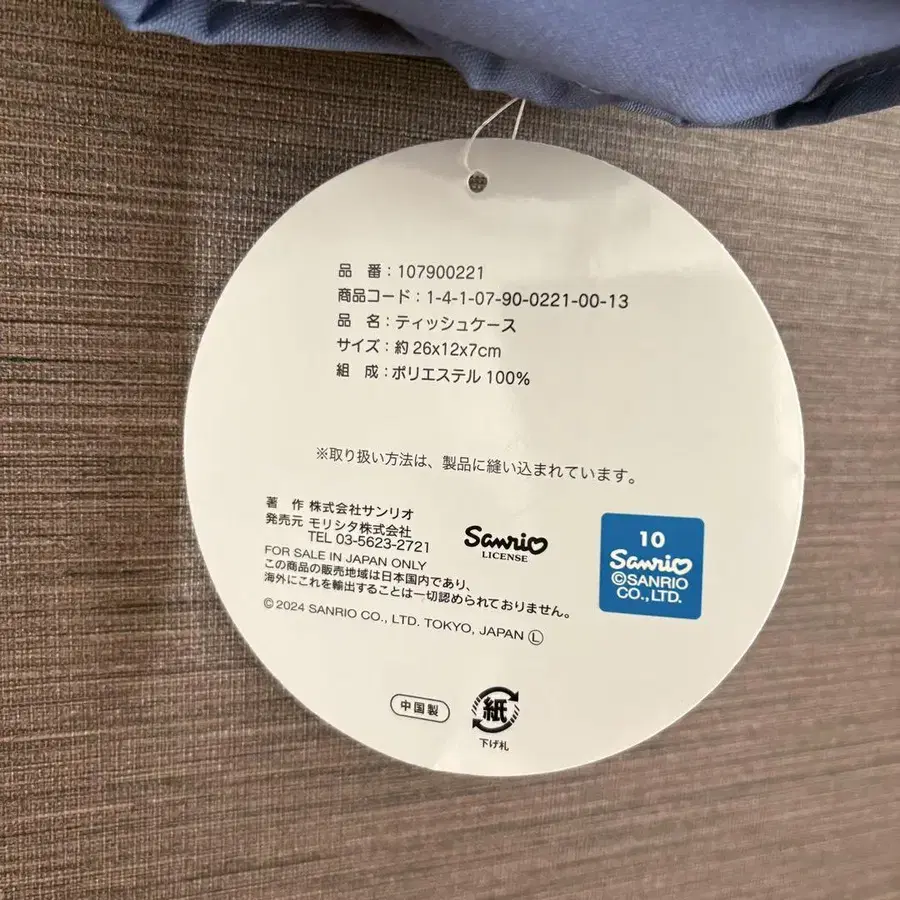 品 番：107900221
商品コード：1-4-1-07-90-0221-00-13
品 名：ティッシュケース
サイズ：約 26x12x7cm
組 成：ポリエステル 100%
※取り扱い方法は、製品に縫い込まれています。
著 作 株式会社サンリオ
発売元 モリシタ株式会社
TEL 03-5623-2721
FOR SALE IN JAPAN ONLY
この商品の販売地域は日本国内であり、
海外にこれを輸出することは一切認められておりません。
© 2024 SANRIO CO., LTD. TOKYO, JAPAN Ⓛ
Sanrio
LICENSE
10
Sanrio
©SANRIO
CO.,LTD.
中国製
紙
下げ札